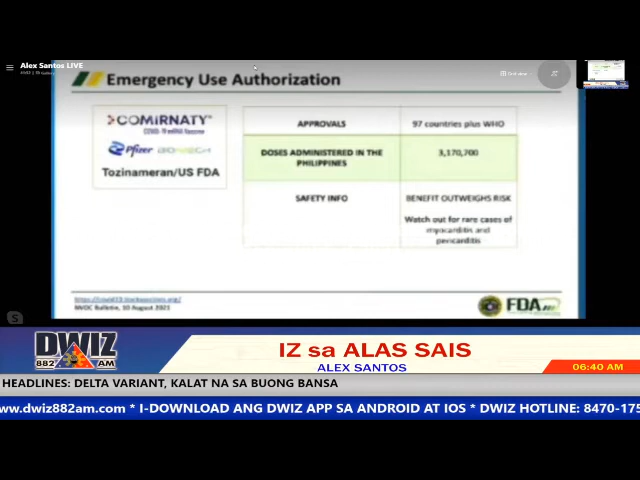 Alex Santos LIVE
Emergency Use Authorization
COMIRNATY
COVID-19 mRNA Vaccine
Pfizer BIONTECH
Tozinameran/US FDA
APPROVALS 97 countries plus WHO
DOSES ADMINISTERED IN THE PHILIPPINES 3,170,700
SAFETY INFO BENEFIT OUTWEIGHS RISK
Watch out for rare cases of
myocarditis and
pericarditis
NVOC Bulletin, 10 August 2021
FDA
DWIZ
882 AM
IZ sa ALAS SAIS
ALEX SANTOS
06:40 AM
HEADLINES: DELTA VARIANT, KALAT NA SA BUONG BANSA
www.dwiz882am.com * I-DOWNLOAD ANG DWIZ APP SA ANDROID AT IOS * DWIZ HOTLINE: 8470-175